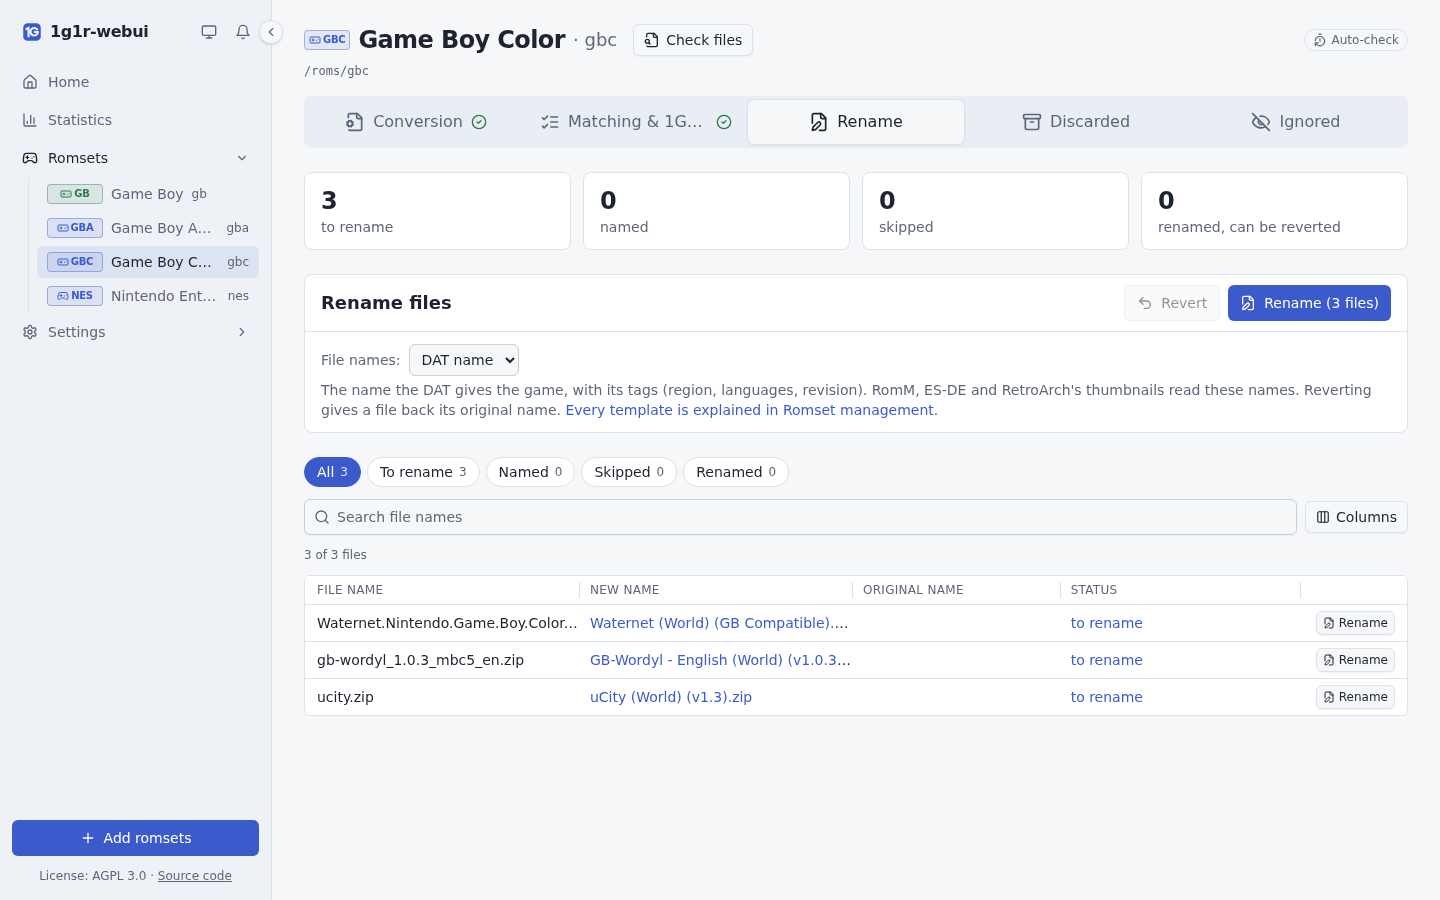 1G 1g1r-webui
Home
Statistics
Romsets
GB Game Boy gb
GBA Game Boy A... gba
GBC Game Boy C... gbc
NES Nintendo Ent... nes
Settings
Add romsets
License: AGPL 3.0 · Source code
GBC Game Boy Color · gbc Check files Auto-check
/roms/gbc
Conversion Matching & 1G... Rename Discarded Ignored
3 0 0 0
to rename named skipped renamed, can be reverted
Rename files Revert Rename (3 files)
File names: DAT name
The name the DAT gives the game, with its tags (region, languages, revision). RomM, ES-DE and RetroArch's thumbnails read these names. Reverting
gives a file back its original name. Every template is explained in Romset management.
All 3 To rename 3 Named 0 Skipped 0 Renamed 0
Search file names Columns
3 of 3 files
FILE NAME NEW NAME ORIGINAL NAME STATUS
Waternet.Nintendo.Game.Boy.Color... Waternet (World) (GB Compatible).... to rename Rename
gb-wordyl_1.0.3_mbc5_en.zip GB-Wordyl - English (World) (v1.0.3... to rename Rename
ucity.zip uCity (World) (v1.3).zip to rename Rename